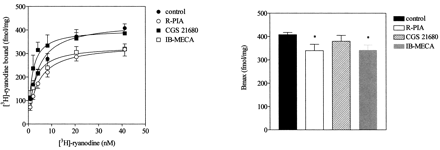 500
400
300
200
100
0
[³H]-ryanodine bound (fmol/mg)
0 10 20 30 40 50
[³H]-ryanodine (nM)
control
R-PIA
CGS 21680
IB-MECA
500
400
300
200
100
0
Bmax (fmol/mg)
* *
control
R-PIA
CGS 21680
IB-MECA